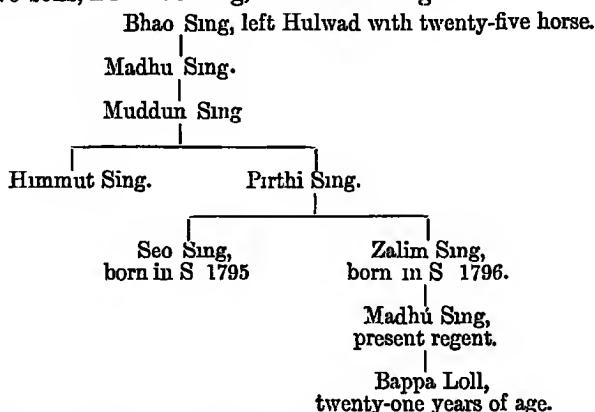 Bhao Sing, left Hulwad with twenty-five horse.
Madhu Sing.
Muddun Sing
Himmut Sing. Pirthi Sing.
Seo Sing, Zalim Sing,
born in S 1795 born in S 1796.
Madhú Sing,
present regent.
Bappa Loll,
twenty-one years of age.